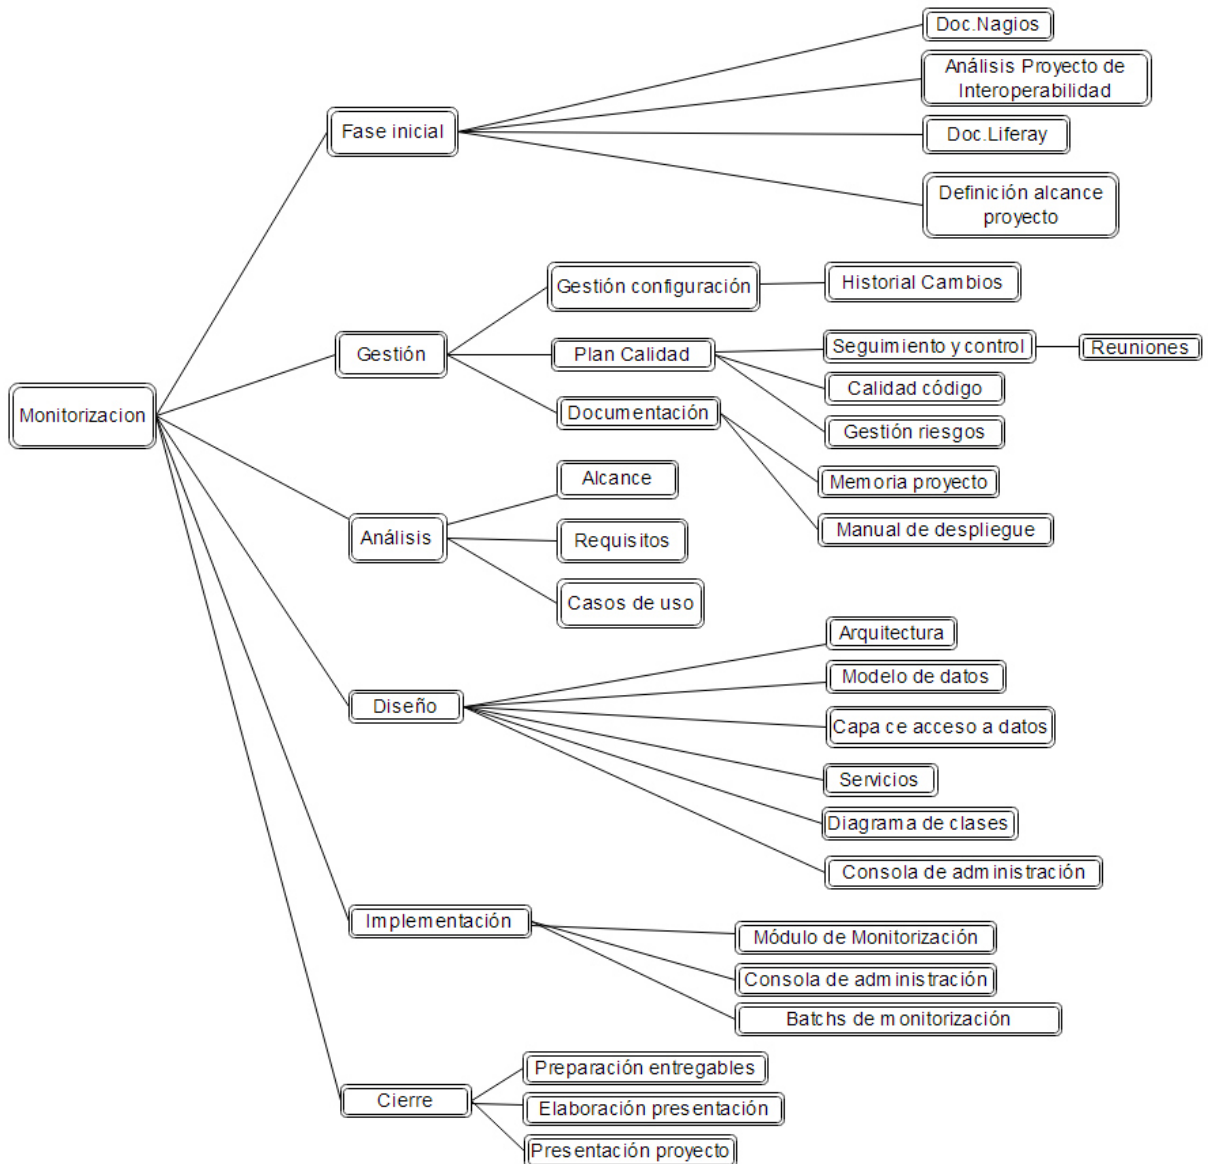 Doc.Nagios
Análisis Proyecto de
Interoperabilidad
Fase inicial
Doc.Liferay
Definición alcance
proyecto
Gestión configuración
Historial Cambios
Gestión
Plan Calidad
Seguimiento y control
Reuniones
Calidad código
Monitorizacion
Documentación
Gestión riesgos
Alcance
Memoria proyecto
Análisis
Requisitos
Manual de despliegue
Casos de uso
Arquitectura
Modelo de datos
Diseño
Capa ce acceso a datos
Servicios
Diagrama de clases
Consola de administración
Implementación
Módulo de Monitorización
Consola de administración
Batchs de monitorización
Preparación entregables
Cierre
Elaboración presentación
Presentación proyecto